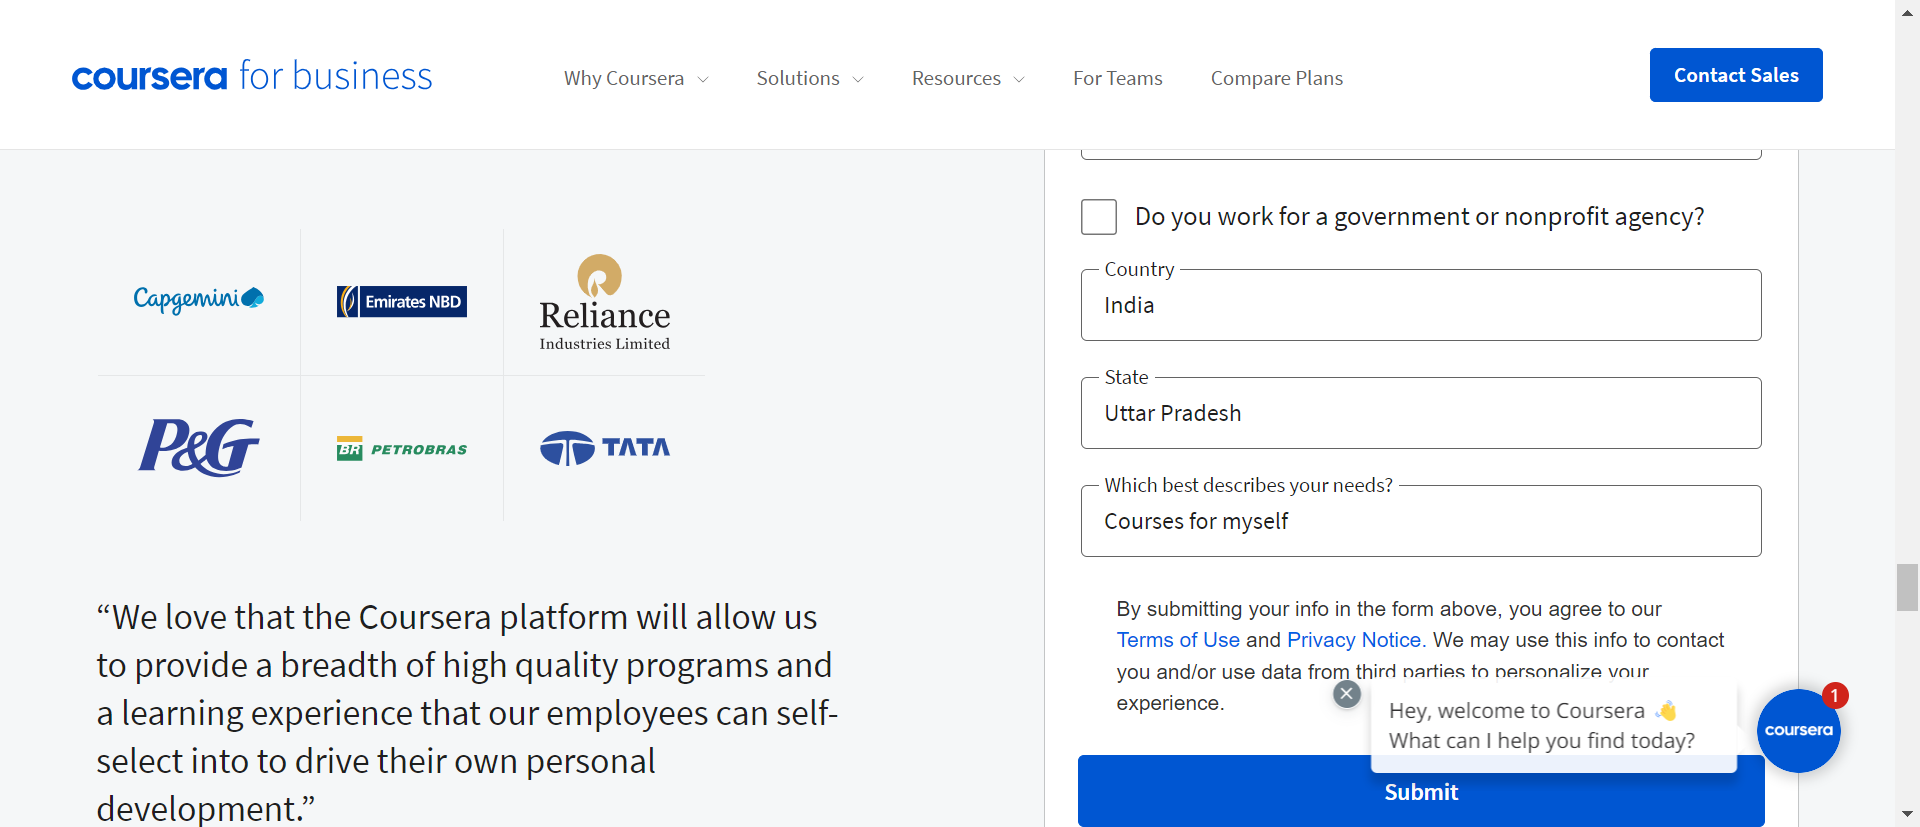 coursera for business
Why Coursera
Solutions
Resources
For Teams
Compare Plans
Contact Sales
Capgemini
Emirates NBD
Reliance
Industries Limited
P&G
BR PETROBRAS
TATA
“We love that the Coursera platform will allow us
to provide a breadth of high quality programs and
a learning experience that our employees can self-
select into to drive their own personal
development.”
Do you work for a government or nonprofit agency?
Country
India
State
Uttar Pradesh
Which best describes your needs?
Courses for myself
By submitting your info in the form above, you agree to our
Terms of Use and Privacy Notice. We may use this info to contact
you and/or use data from third parties to personalize your
experience.
Hey, welcome to Coursera 👋
What can I help you find today?
1
coursera
Submit